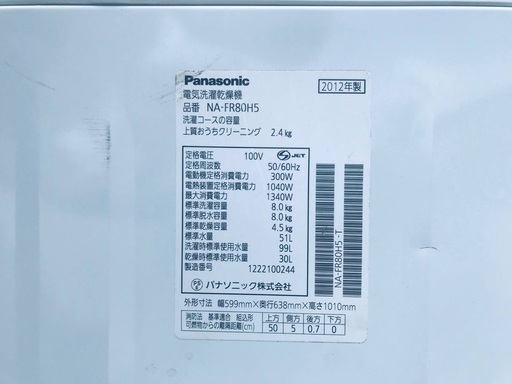 Panasonic 2012年製
電気洗濯乾燥機
品番 NA-FR80H5
洗濯コースの容量
上質おうちクリーニング 2.4kg
定格電圧 100V JET
定格周波数 50/60Hz
電動機定格消費電力 300W
電熱装置定格消費電力 1040W
最大消費電力 1340W
標準洗濯容量 8.0kg
標準脱水容量 8.0kg
標準乾燥容量 4.5kg
標準水量 51L
洗濯時標準使用水量 99L
乾燥時標準使用水量 30L
製造番号 1222100244
パナソニック株式会社
NA-FR80H5 -T
外形寸法 幅599mm×奥行638mm×高さ1010mm
消防法 基準適合 組込形 上方 側方 後方 下方
可燃物からの離隔距離(cm) 50 5 0.7 0